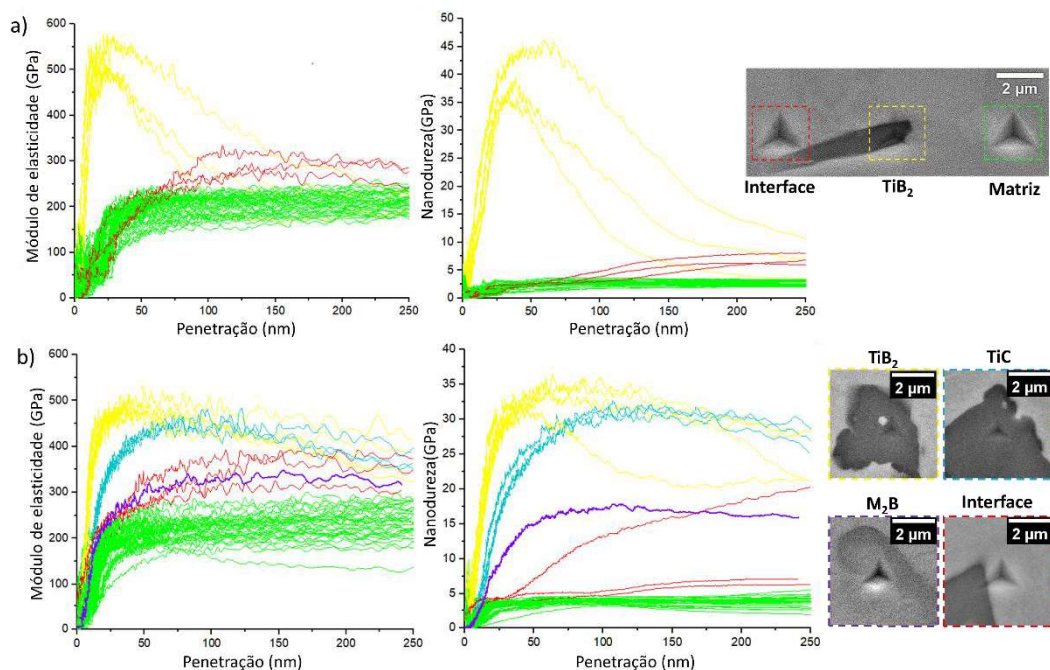 a)
Módulo de elasticidade (GPa)
600
500
400
300
200
100
0
0 50 100 150 200 250
Penetração (nm)
Nanodureza(GPa)
50
45
40
35
30
25
20
15
10
5
0
0 50 100 150 200 250
Penetração (nm)
2 µm
Interface TiB₂ Matriz
b)
Módulo de elasticidade (GPa)
600
500
400
300
200
100
0
0 50 100 150 200 250
Penetração (nm)
Nanodureza(GPa)
40
35
30
25
20
15
10
5
0
0 50 100 150 200 250
Penetração (nm)
TiB₂ TiC
2 µm 2 µm
M₂B Interface
2 µm 2 µm